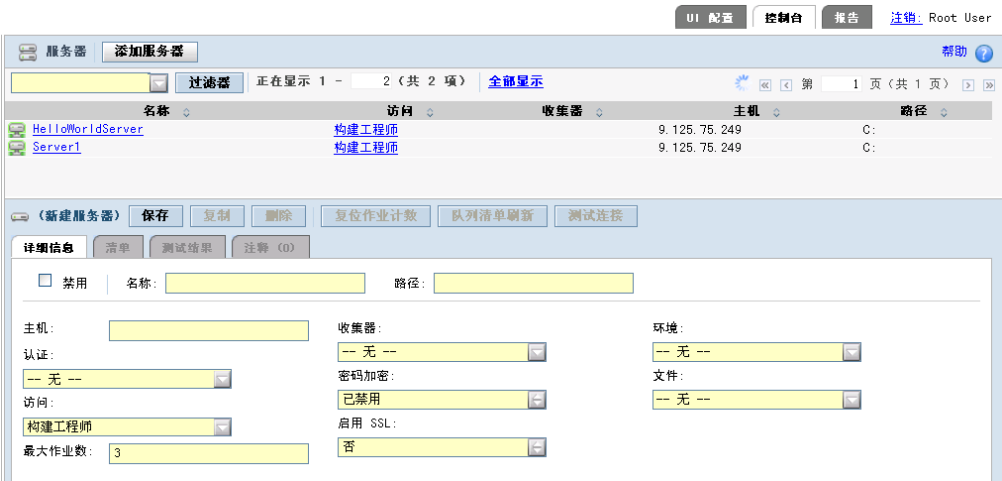 UI 配置 控制台 报告 注销: Root User
服务器 添加服务器 帮助 ?
过滤器 正在显示 1 - 2 (共 2 项) 全部显示 第 1 页 (共 1 页)
名称 访问 收集器 主机 路径
HelloWorldServer 构建工程师 9.125.75.249 C:
Server1 构建工程师 9.125.75.249 C:
(新建服务器) 保存 复制 删除 复位作业计数 队列清单刷新 测试连接
详细信息 清单 测试结果 注释 (0)
禁用 名称: 路径:
主机: 收集器: 环境:
-- 无 -- -- 无 --
认证: 密码加密: 文件:
-- 无 -- 已禁用 -- 无 --
访问: 启用 SSL:
构建工程师 否
最大作业数: 3